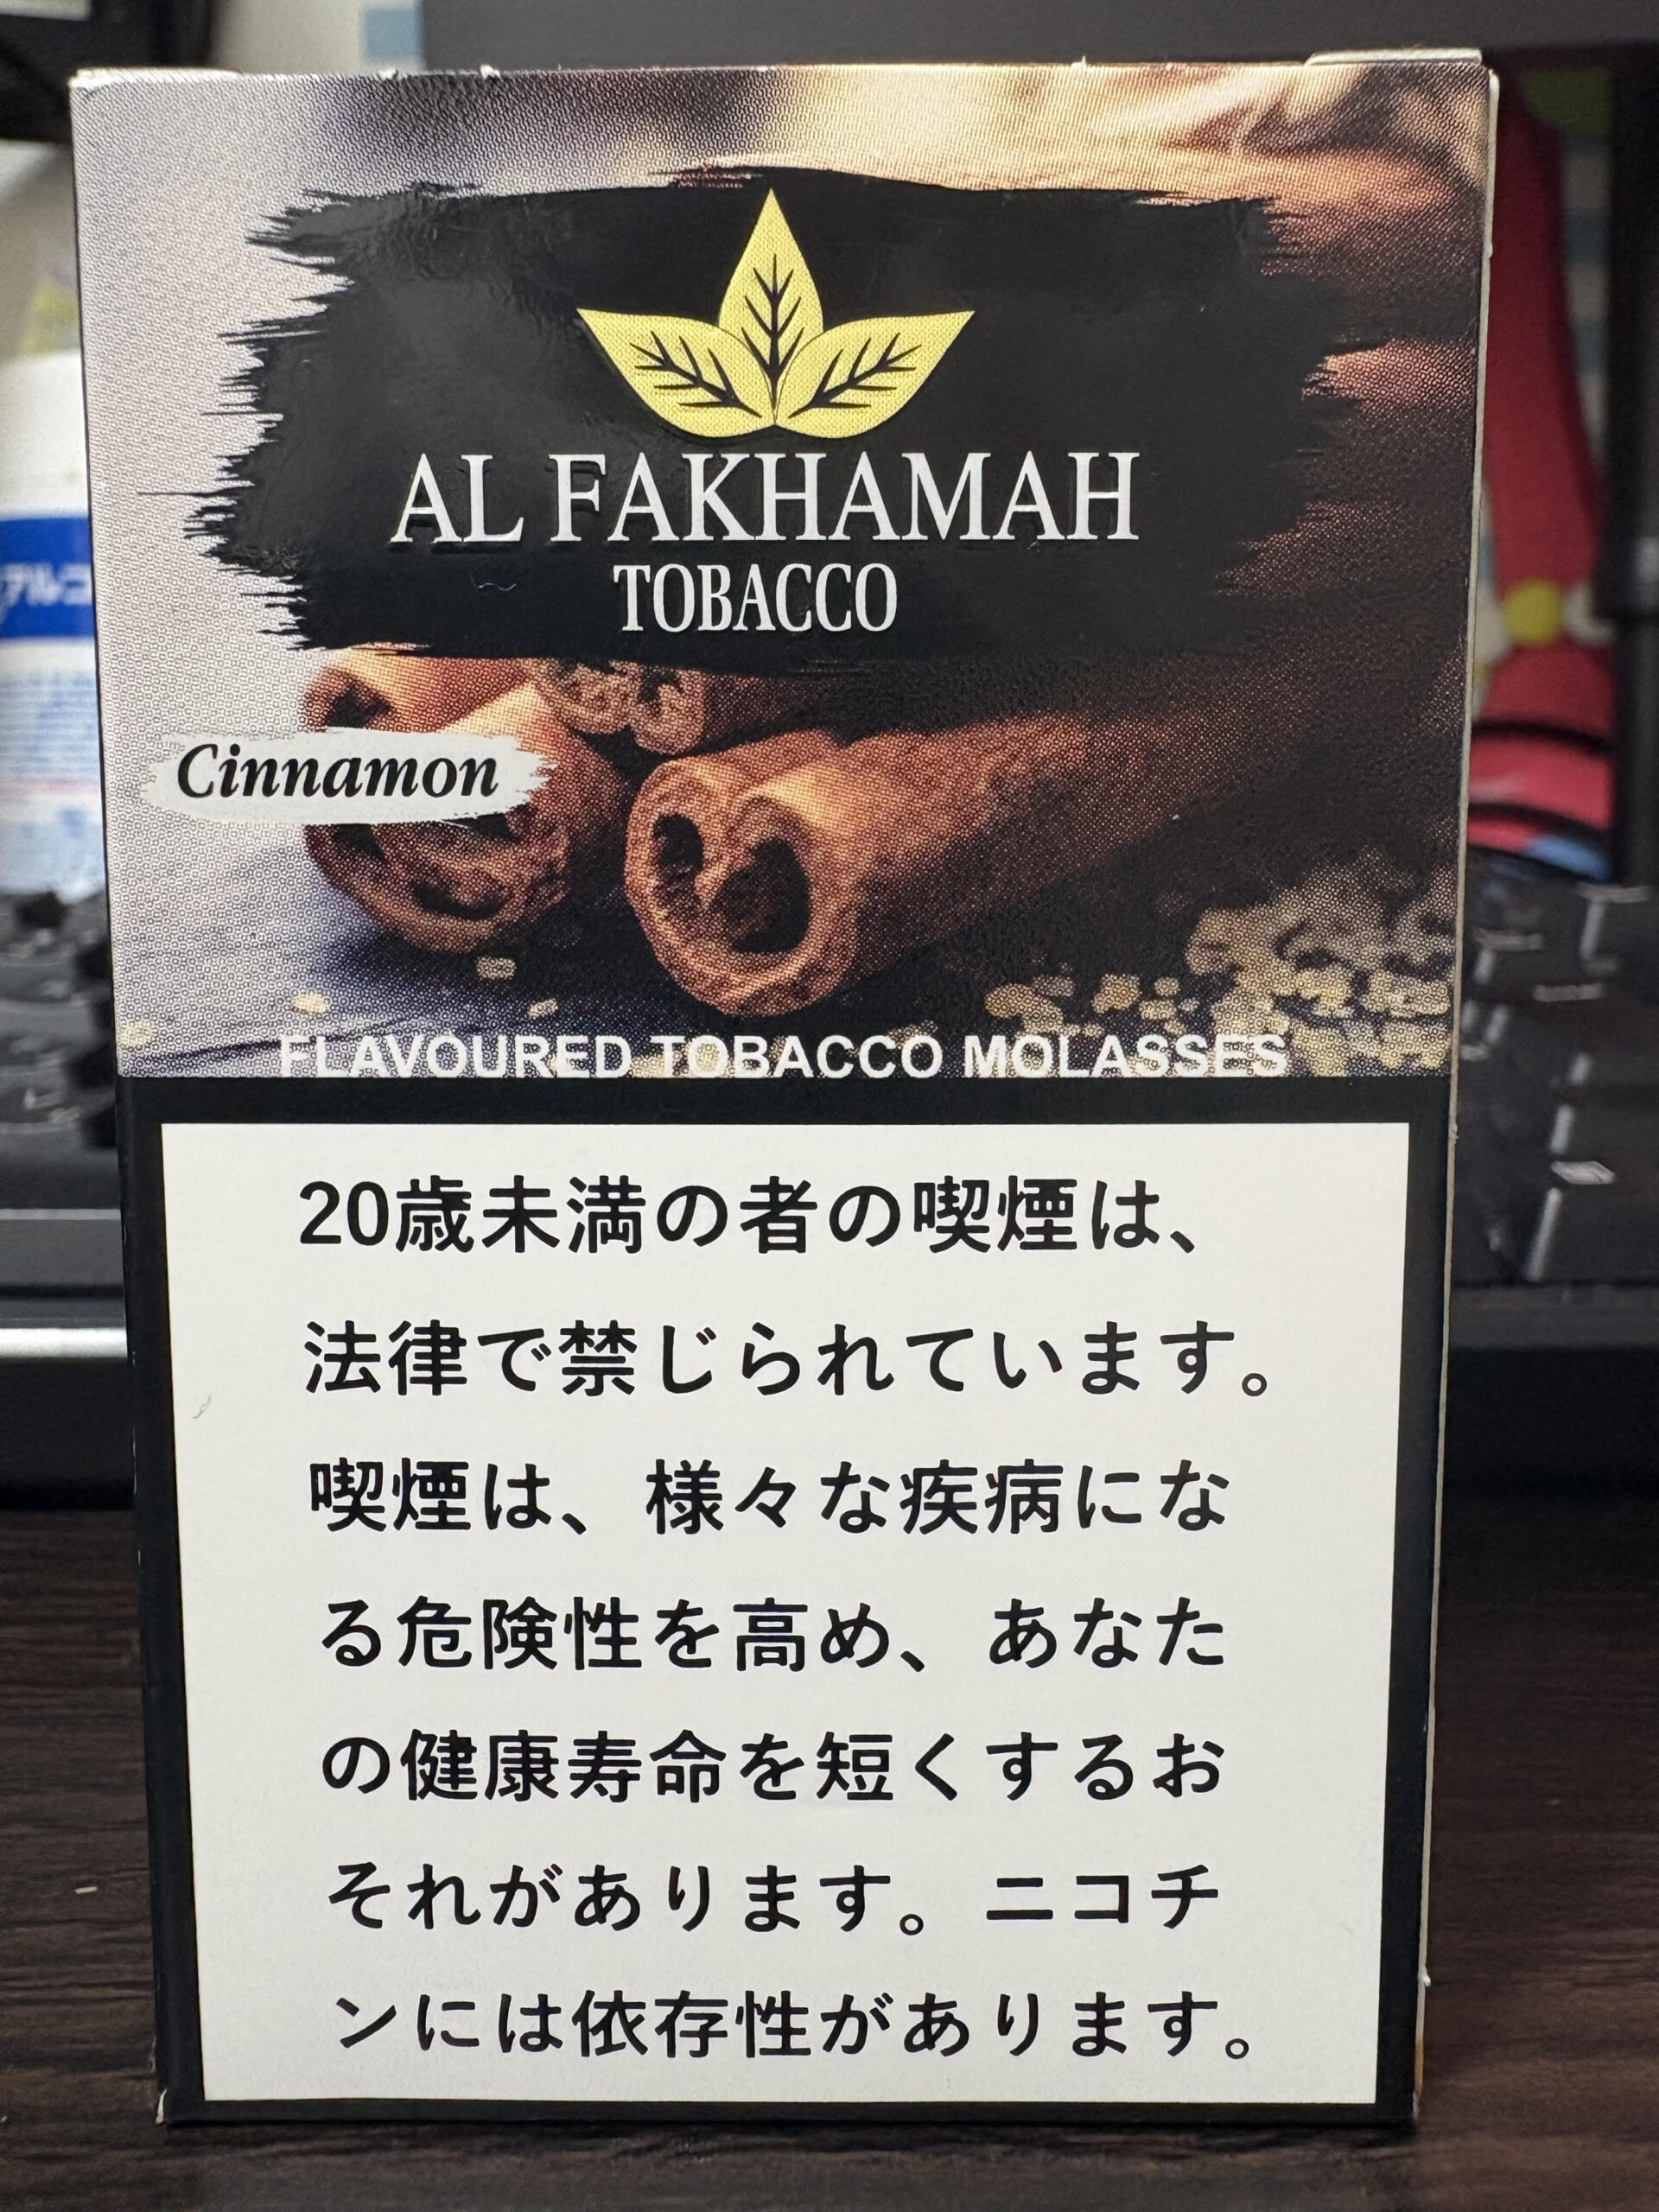 AL FAKHAMAH
TOBACCO
Cinnamon
FLAVOURED TOBACCO MOLASSES
20歳未満の者の喫煙は、
法律で禁じられています。
喫煙は、様々な疾病にな
る危険性を高め、あなた
の健康寿命を短くするお
それがあります。ニコチ
ンには依存性があります。
アルコ